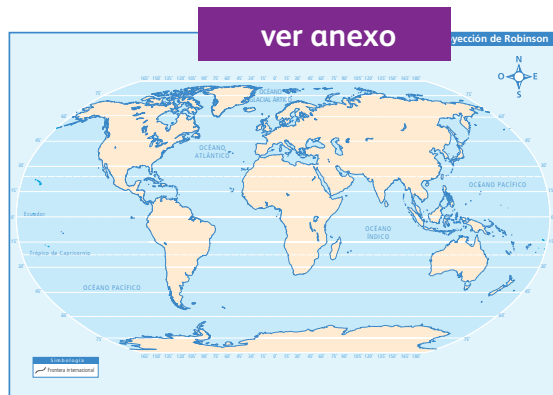 ver anexo
oyección de Robinson
N
O E
S
OCÉANO
GLACIAL ÁRTICO
OCÉANO
ATLÁNTICO
OCÉANO PACÍFICO
Ecuador
OCÉANO
ÍNDICO
Trópico de Capricornio
OCÉANO PACÍFICO
Simbología
Frontera internacional